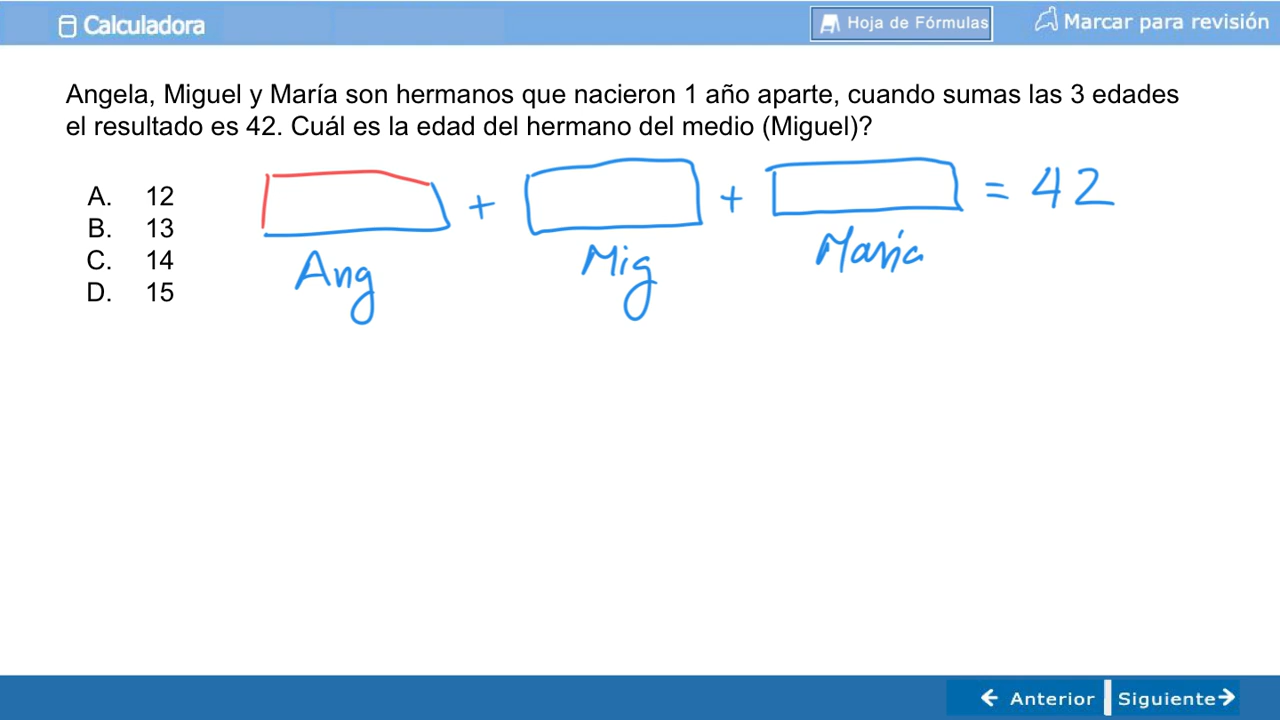 Calculadora
Hoja de Fórmulas
Marcar para revisión
Angela, Miguel y María son hermanos que nacieron 1 año aparte, cuando sumas las 3 edades
el resultado es 42. Cuál es la edad del hermano del medio (Miguel)?
A. 12
B. 13
C. 14
D. 15
+ + = 42
Ang Mig María
Anterior
Siguiente